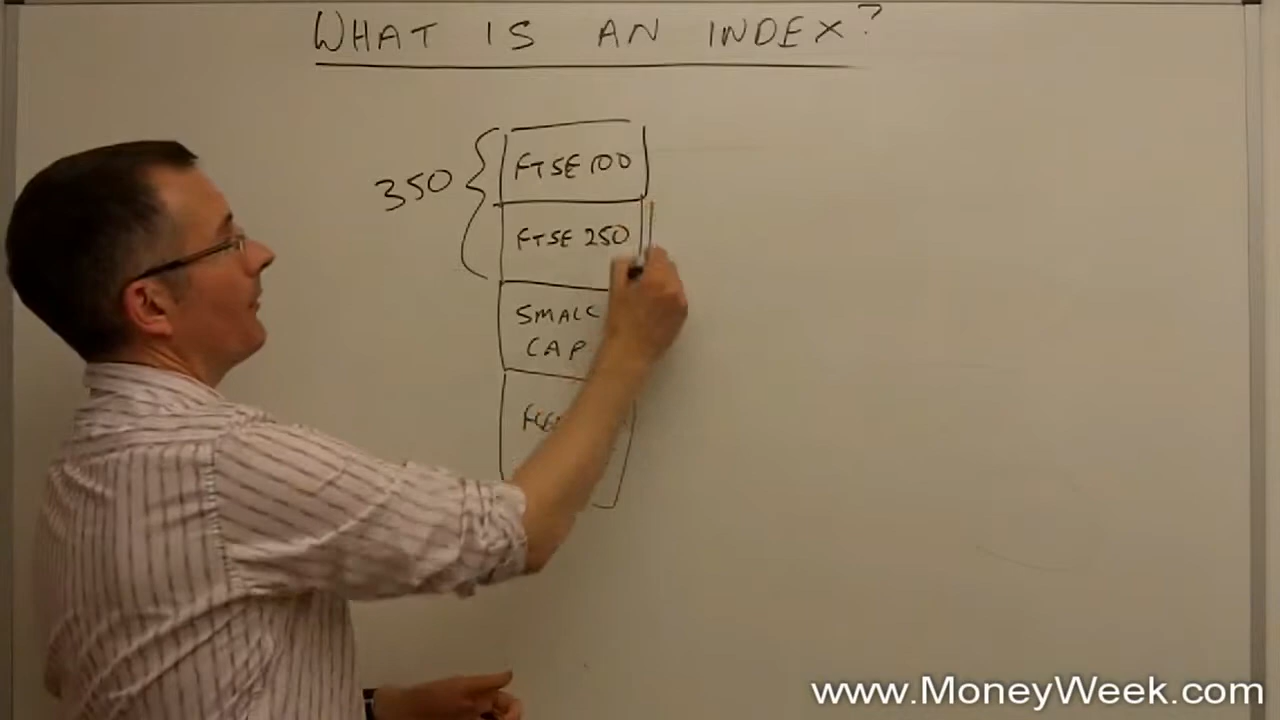 WHAT IS AN INDEX?
350
FTSE 100
FTSE 250
SMALL
CAP
www.MoneyWeek.com